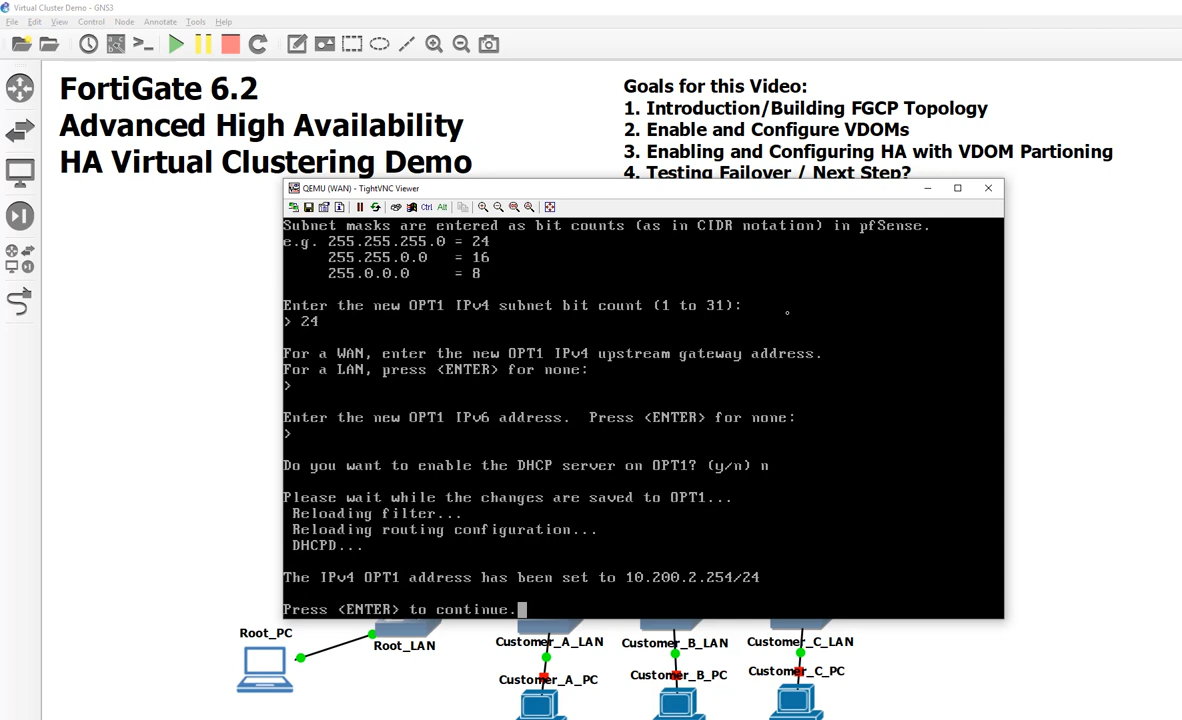 Virtual Cluster Demo - GNS3
File Edit View Control Node Annotate Tools Help
FortiGate 6.2
Advanced High Availability
HA Virtual Clustering Demo
Goals for this Video:
1. Introduction/Building FGCP Topology
2. Enable and Configure VDOMs
3. Enabling and Configuring HA with VDOM Partioning
4. Testing Failover / Next Step?
QEMU (WAN) - TightVNC Viewer
Ctrl Alt
Subnet masks are entered as bit counts (as in CIDR notation) in pfSense.
e.g. 255.255.255.0 = 24
255.255.0.0 = 16
255.0.0.0 = 8
Enter the new OPT1 IPv4 subnet bit count (1 to 31):
> 24
For a WAN, enter the new OPT1 IPv4 upstream gateway address.
For a LAN, press <ENTER> for none:
>
Enter the new OPT1 IPv6 address. Press <ENTER> for none:
>
Do you want to enable the DHCP server on OPT1? (y/n) n
Please wait while the changes are saved to OPT1...
Reloading filter...
Reloading routing configuration...
DHCPD...
The IPv4 OPT1 address has been set to 10.200.2.254/24
Press <ENTER> to continue.
Root_PC
Root_LAN
Customer_A_LAN
Customer_B_LAN
Customer_C_LAN
Customer_A_PC
Customer_B_PC
Customer_C_PC